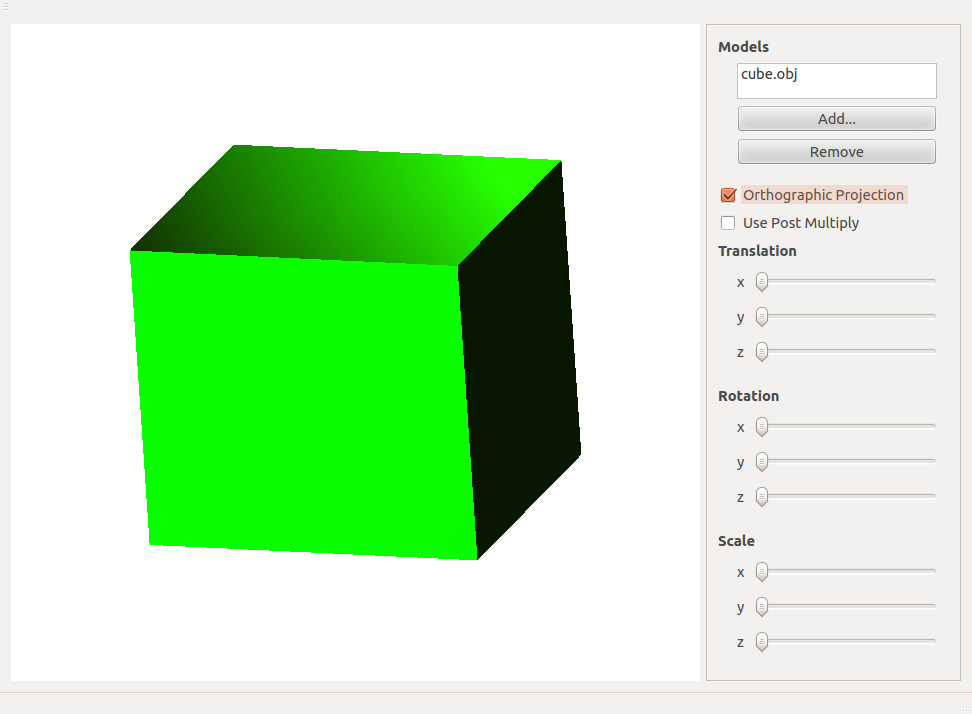 Models
cube.obj
Add...
Remove
Orthographic Projection
Use Post Multiply
Translation
x
y
z
Rotation
x
y
z
Scale
x
y
z